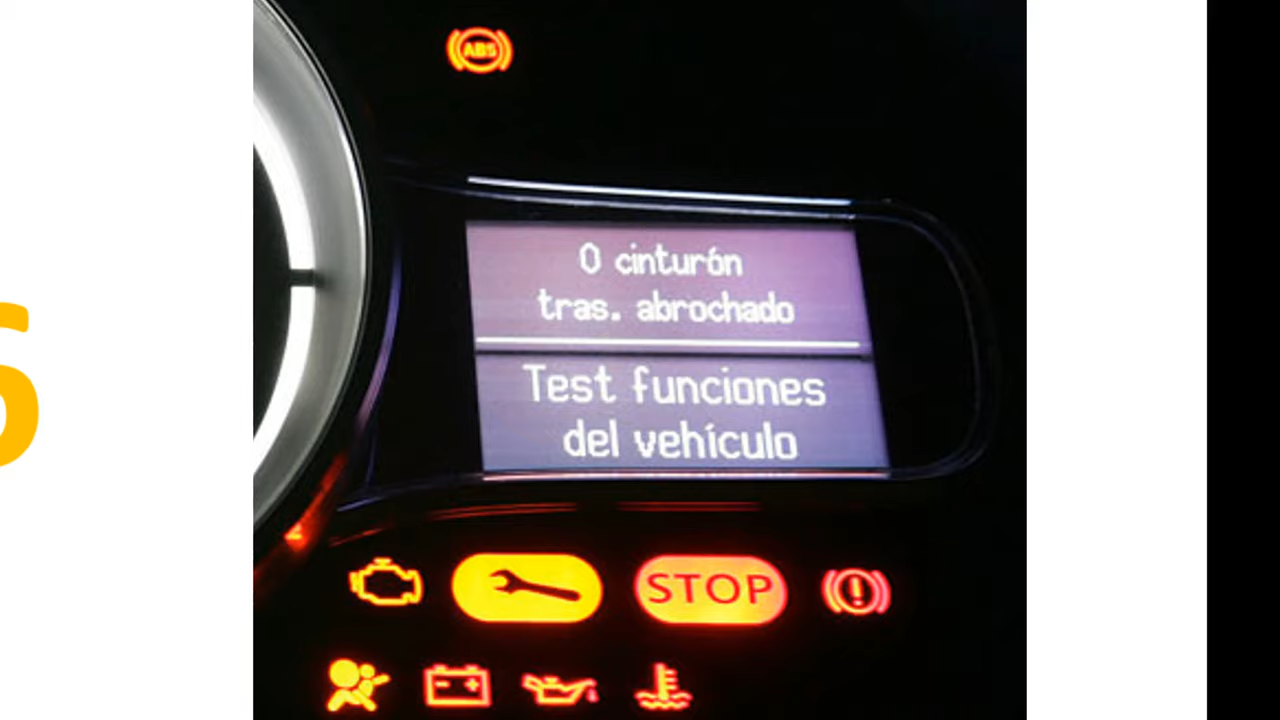 ABS
0 cinturón
tras. abrochado
Test funciones
del vehículo
STOP